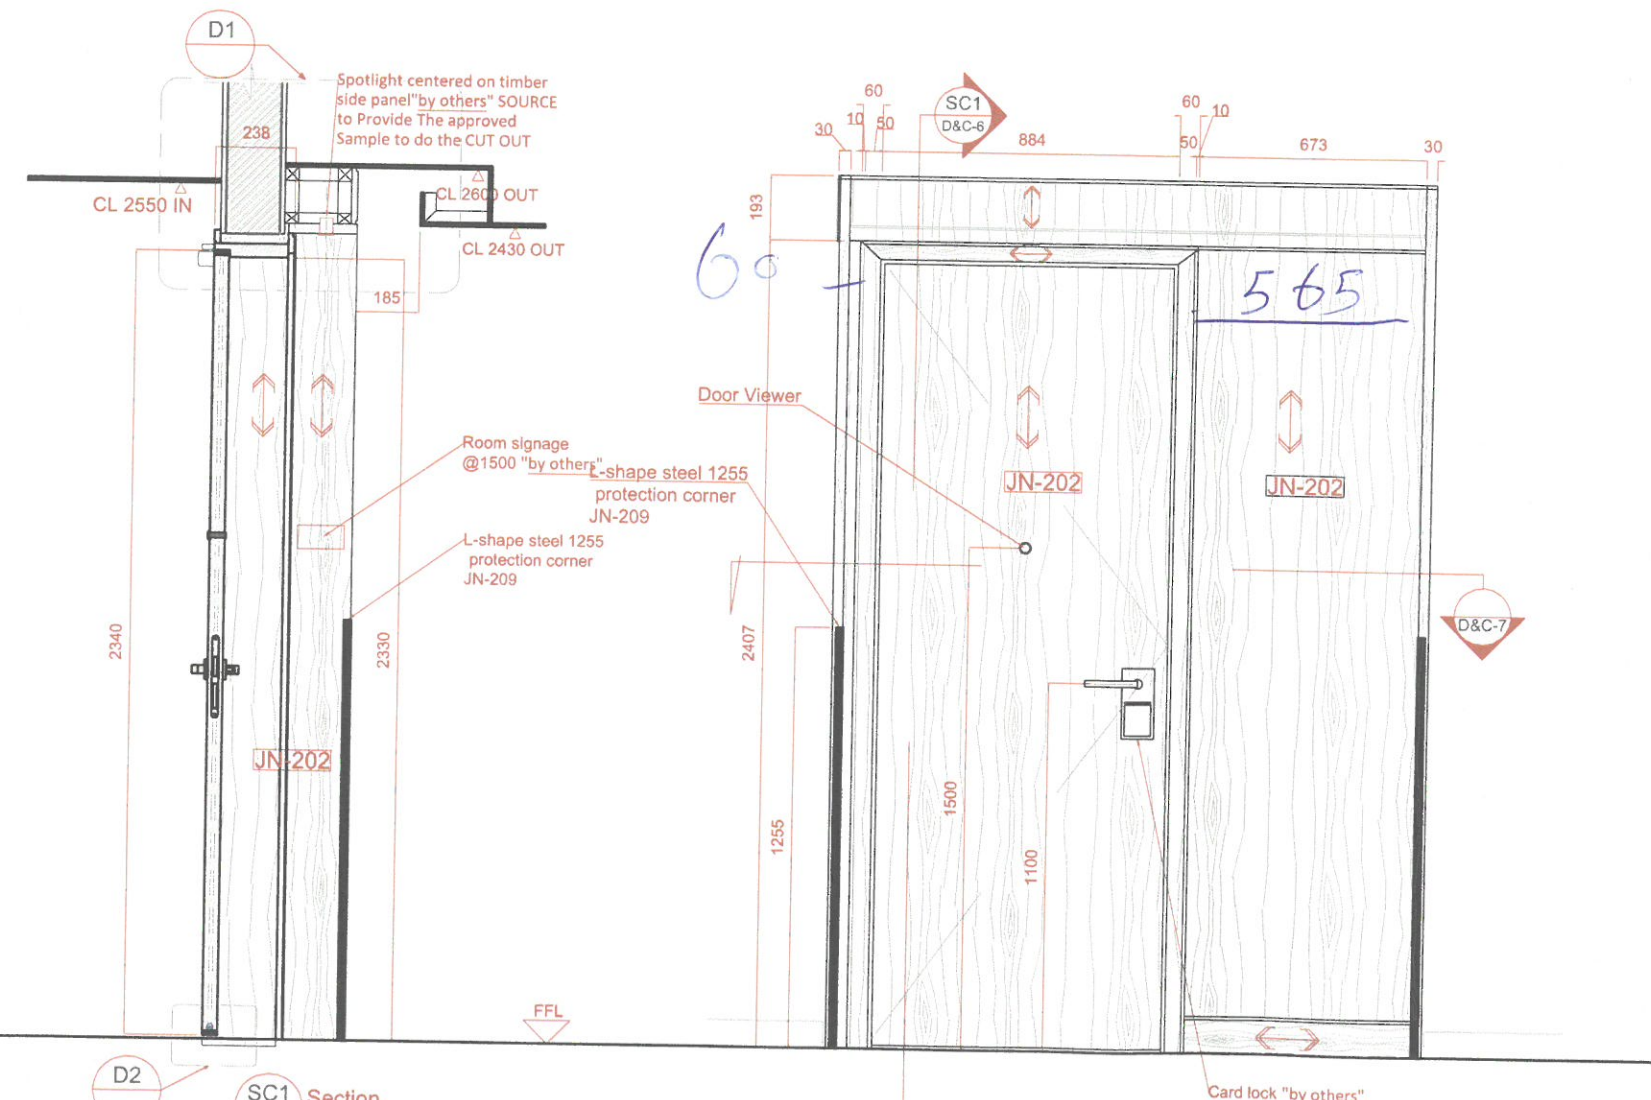 D1
Spotlight centered on timber
side panel"by others" SOURCE
to Provide The approved
Sample to do the CUT OUT
238
CL 2550 IN
CL 2600 OUT
CL 2430 OUT
185
Room signage
@1500 "by others"
L-shape steel 1255
protection corner
JN-209
L-shape steel 1255
protection corner
JN-209
2340
2330
JN-202
FFL
D2
SC1 Section
60
30
10
50
SC1
D&C-6
884
60
10
50
673
30
193
60
565
Door Viewer
JN-202
JN-202
2407
D&C-7
1255
1500
1100
Card lock "by others"